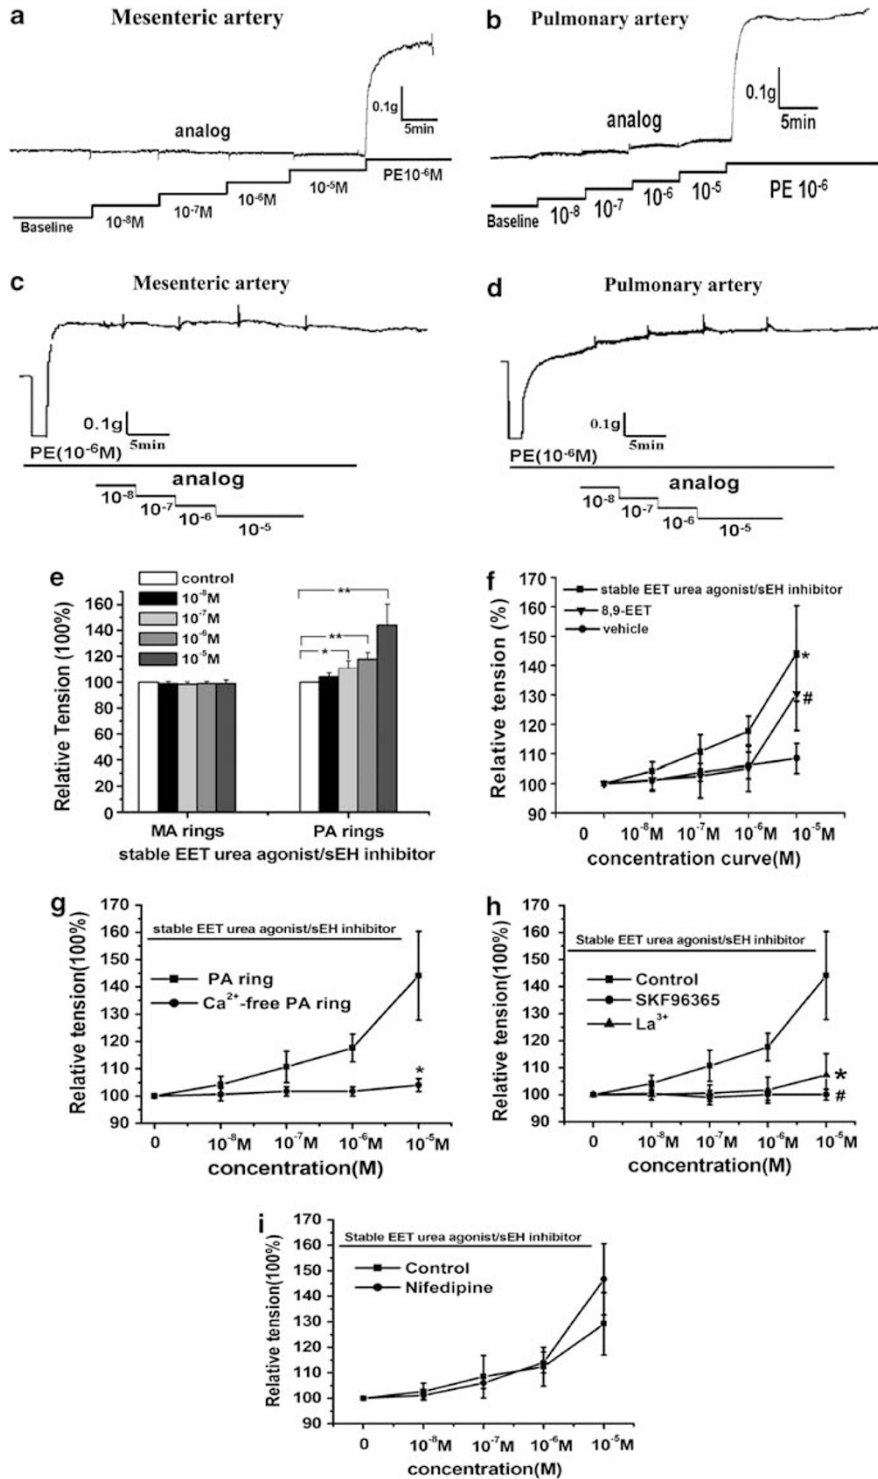 a Mesenteric artery
0.1g
5min
analog
Baseline 10⁻⁸M 10⁻⁷M 10⁻⁶M 10⁻⁵M PE10⁻⁶M
b Pulmonary artery
0.1g
5min
analog
Baseline 10⁻⁸ 10⁻⁷ 10⁻⁶ 10⁻⁵ PE 10⁻⁶
c Mesenteric artery
0.1g
5min
PE(10⁻⁶M)
analog
10⁻⁸ 10⁻⁷ 10⁻⁶ 10⁻⁵
d Pulmonary artery
0.1g
5min
PE(10⁻⁶M)
analog
10⁻⁸ 10⁻⁷ 10⁻⁶ 10⁻⁵
e
Relative Tension (100%)
160
140
120
100
80
60
40
20
0
control
10⁻⁸M
10⁻⁷M
10⁻⁶M
10⁻⁵M
**
**
*
MA rings PA rings
stable EET urea agonist/sEH inhibitor
f
Relative tension (%)
170
160
150
140
130
120
110
100
90
stable EET urea agonist/sEH inhibitor
8,9-EET
vehicle
*
#
0 10⁻⁸M 10⁻⁷M 10⁻⁶M 10⁻⁵M
concentration curve(M)
g
Relative tension(100%)
170
160
150
140
130
120
110
100
90
stable EET urea agonist/sEH inhibitor
PA ring
Ca²⁺-free PA ring
*
0 10⁻⁸M 10⁻⁷M 10⁻⁶M 10⁻⁵M
concentration(M)
h
Relative tension(100%)
170
160
150
140
130
120
110
100
90
Stable EET urea agonist/sEH inhibitor
Control
SKF96365
La³⁺
*
#
0 10⁻⁸M 10⁻⁷M 10⁻⁶M 10⁻⁵M
concentration(M)
i
Relative tension(100%)
170
160
150
140
130
120
110
100
90
Stable EET urea agonist/sEH inhibitor
Control
Nifedipine
0 10⁻⁸M 10⁻⁷M 10⁻⁶M 10⁻⁵M
concentration(M)